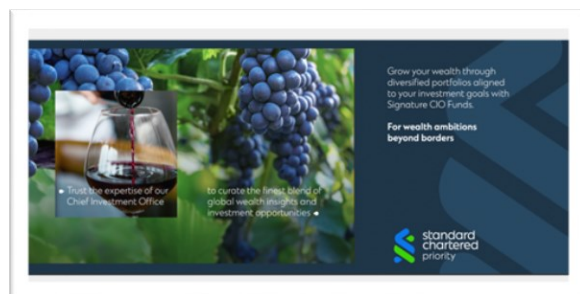 Trust the expertise of our
Chief Investment Office
to curate the finest blend of
global wealth insights and
investment opportunities
Grow your wealth through
diversified portfolios aligned
to your investment goals with
Signature CIO Funds.
For wealth ambitions
beyond borders
standard
chartered
priority